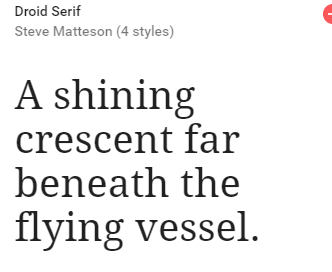 Droid Serif
Steve Matteson (4 styles)
A shining
crescent far
beneath the
flying vessel.